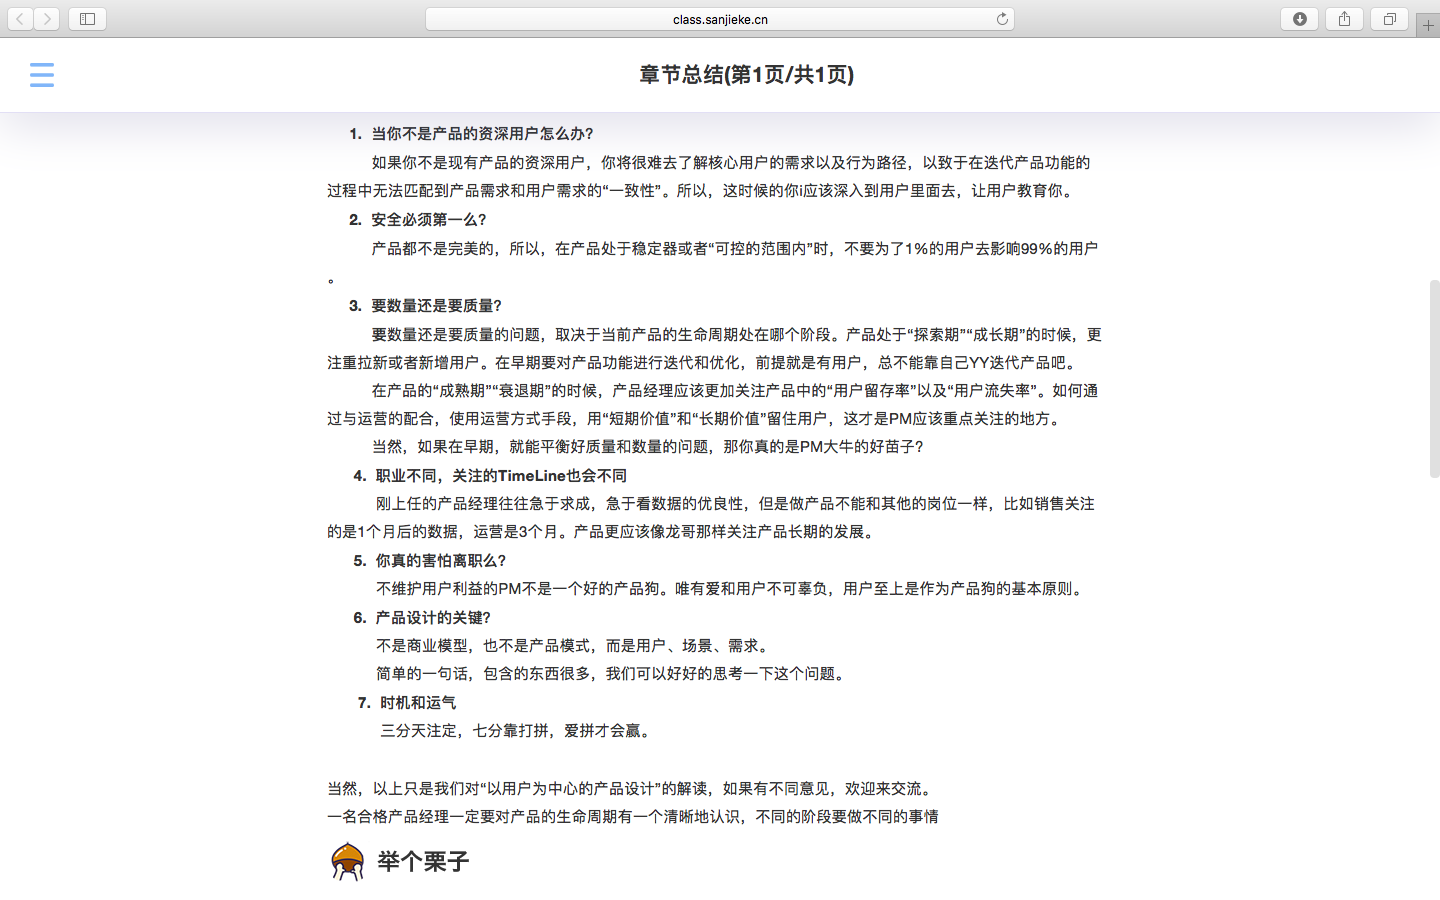 class.sanjieke.cn
章节总结(第1页/共1页)
1. 当你不是产品的资深用户怎么办?
如果你不是现有产品的资深用户，你将很难去了解核心用户的需求以及行为路径，以致于在迭代产品功能的
过程中无法匹配到产品需求和用户需求的“一致性”。所以，这时候的你i应该深入到用户里面去，让用户教育你。
2. 安全必须第一么?
产品都不是完美的，所以，在产品处于稳定器或者“可控的范围内”时，不要为了1%的用户去影响99%的用户
。
3. 要数量还是要质量?
要数量还是要质量的问题，取决于当前产品的生命周期处在哪个阶段。产品处于“探索期”“成长期”的时候，更
注重拉新或者新增用户。在早期要对产品功能进行迭代和优化，前提就是有用户，总不能靠自己YY迭代产品吧。
在产品的“成熟期”“衰退期”的时候，产品经理应该更加关注产品中的“用户留存率”以及“用户流失率”。如何通
过与运营的配合，使用运营方式手段，用“短期价值”和“长期价值”留住用户，这才是PM应该重点关注的地方。
当然，如果在早期，就能平衡好质量和数量的问题，那你真的是PM大牛的好苗子?
4. 职业不同，关注的TimeLine也会不同
刚上任的产品经理往往急于求成，急于看数据的优良性，但是做产品不能和其他的岗位一样，比如销售关注
的是1个月后的数据，运营是3个月。产品更应该像龙哥那样关注产品长期的发展。
5. 你真的害怕离职么?
不维护用户利益的PM不是一个好的产品狗。唯有爱和用户不可辜负，用户至上是作为产品狗的基本原则。
6. 产品设计的关键?
不是商业模型，也不是产品模式，而是用户、场景、需求。
简单的一句话，包含的东西很多，我们可以好好的思考一下这个问题。
7. 时机和运气
三分天注定，七分靠打拼，爱拼才会赢。
当然，以上只是我们对“以用户为中心的产品设计”的解读，如果有不同意见，欢迎来交流。
一名合格产品经理一定要对产品的生命周期有一个清晰地认识，不同的阶段要做不同的事情
举个栗子